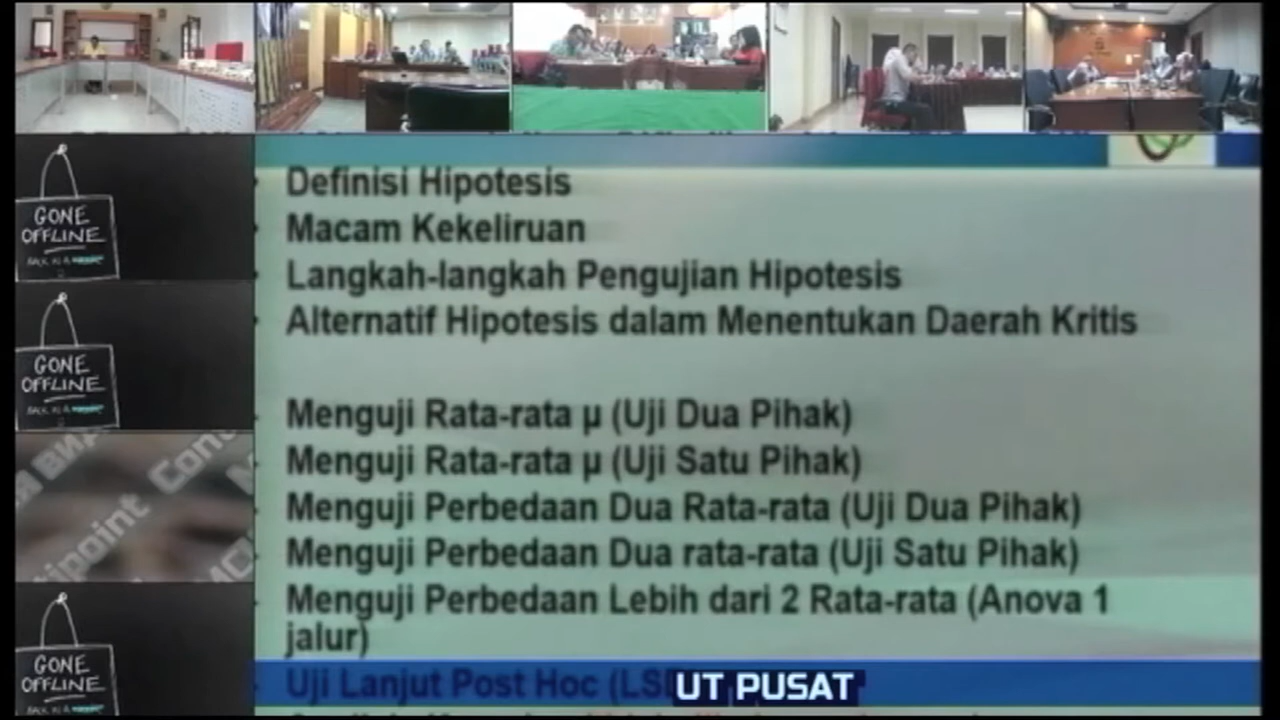 Definisi Hipotesis
Macam Kekeliruan
Langkah-langkah Pengujian Hipotesis
Alternatif Hipotesis dalam Menentukan Daerah Kritis
Menguji Rata-rata µ (Uji Dua Pihak)
Menguji Rata-rata µ (Uji Satu Pihak)
Menguji Perbedaan Dua Rata-rata (Uji Dua Pihak)
Menguji Perbedaan Dua rata-rata (Uji Satu Pihak)
Menguji Perbedaan Lebih dari 2 Rata-rata (Anova 1
jalur)
Uji Lanjut Post Hoc
UT PUSAT
GONE
OFFLINE
GONE
OFFLINE
GONE
OFFLINE